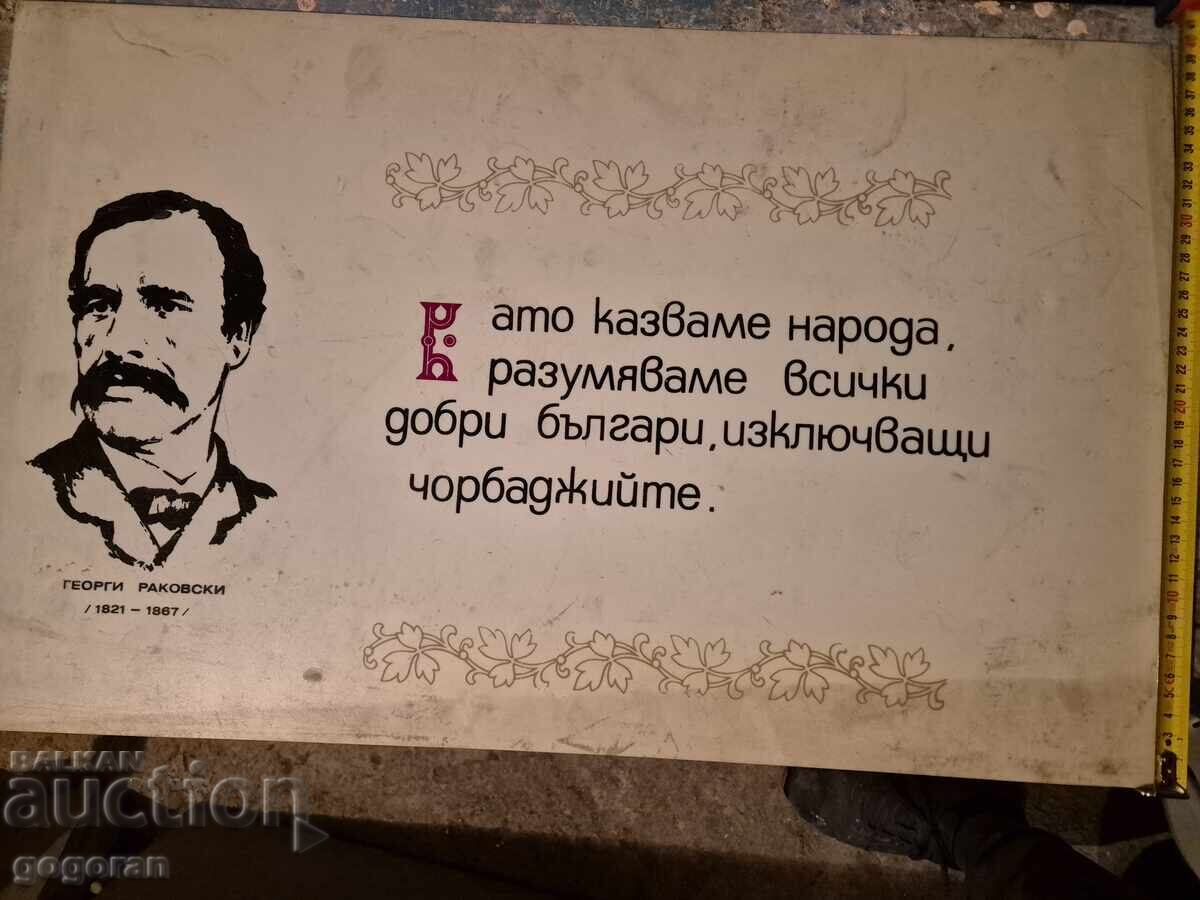 Като казваме народа,
разумяваме всички
добри българи, изключващи
чорбаджийте.
ГЕОРГИ РАКОВСКИ
/ 1821 – 1867 /
BALKAN
auction
gogoran